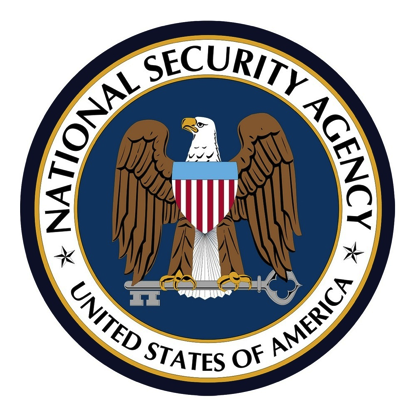 NATIONAL SECURITY AGENCY
UNITED STATES OF AMERICA